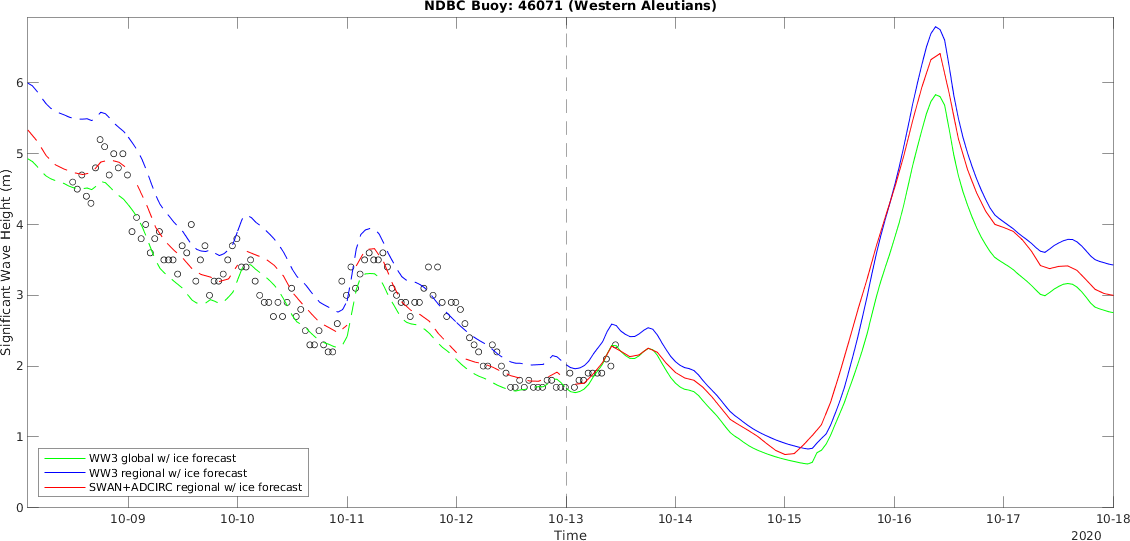 NDBC Buoy: 46071 (Western Aleutians)
Significant Wave Height (m)
6
5
4
3
2
1
0
WW3 global w/ ice forecast
WW3 regional w/ ice forecast
SWAN+ADCIRC regional w/ ice forecast
10-09 10-10 10-11 10-12 10-13 10-14 10-15 10-16 10-17 10-18
Time
2020